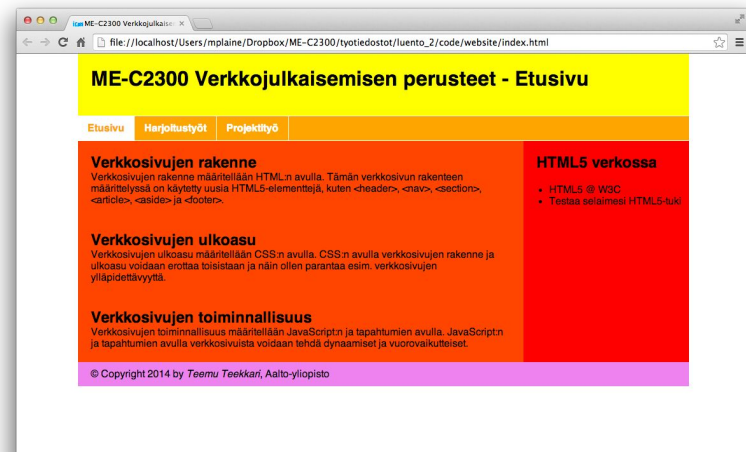 ME-C2300 Verkkojulkaise
file://localhost/Users/mplaine/Dropbox/ME-C2300/tyotiedostot/luento_2/code/website/index.html
ME-C2300 Verkkojulkaisemisen perusteet - Etusivu
Etusivu Harjoitustyöt Projektityö
Verkkosivujen rakenne
Verkkosivujen rakenne määritellään HTML:n avulla. Tämän verkkosivun rakenteen
määrittelyssä on käytetty uusia HTML5-elementtejä, kuten <header>, <nav>, <section>,
<article>, <aside> ja <footer>.
Verkkosivujen ulkoasu
Verkkosivujen ulkoasu määritellään CSS:n avulla. CSS:n avulla verkkosivujen rakenne ja
ulkoasu voidaan erottaa toisistaan ja näin ollen parantaa esim. verkkosivujen
ylläpidettävyyttä.
Verkkosivujen toiminnallisuus
Verkkosivujen toiminnallisuus määritellään JavaScript:n ja tapahtumien avulla. JavaScript:n
ja tapahtumien avulla verkkosivuista voidaan tehdä dynaamiset ja vuorovaikutteiset.
HTML5 verkossa
• HTML5 @ W3C
• Testaa selaimesi HTML5-tuki
© Copyright 2014 by Teemu Teekkari, Aalto-yliopisto